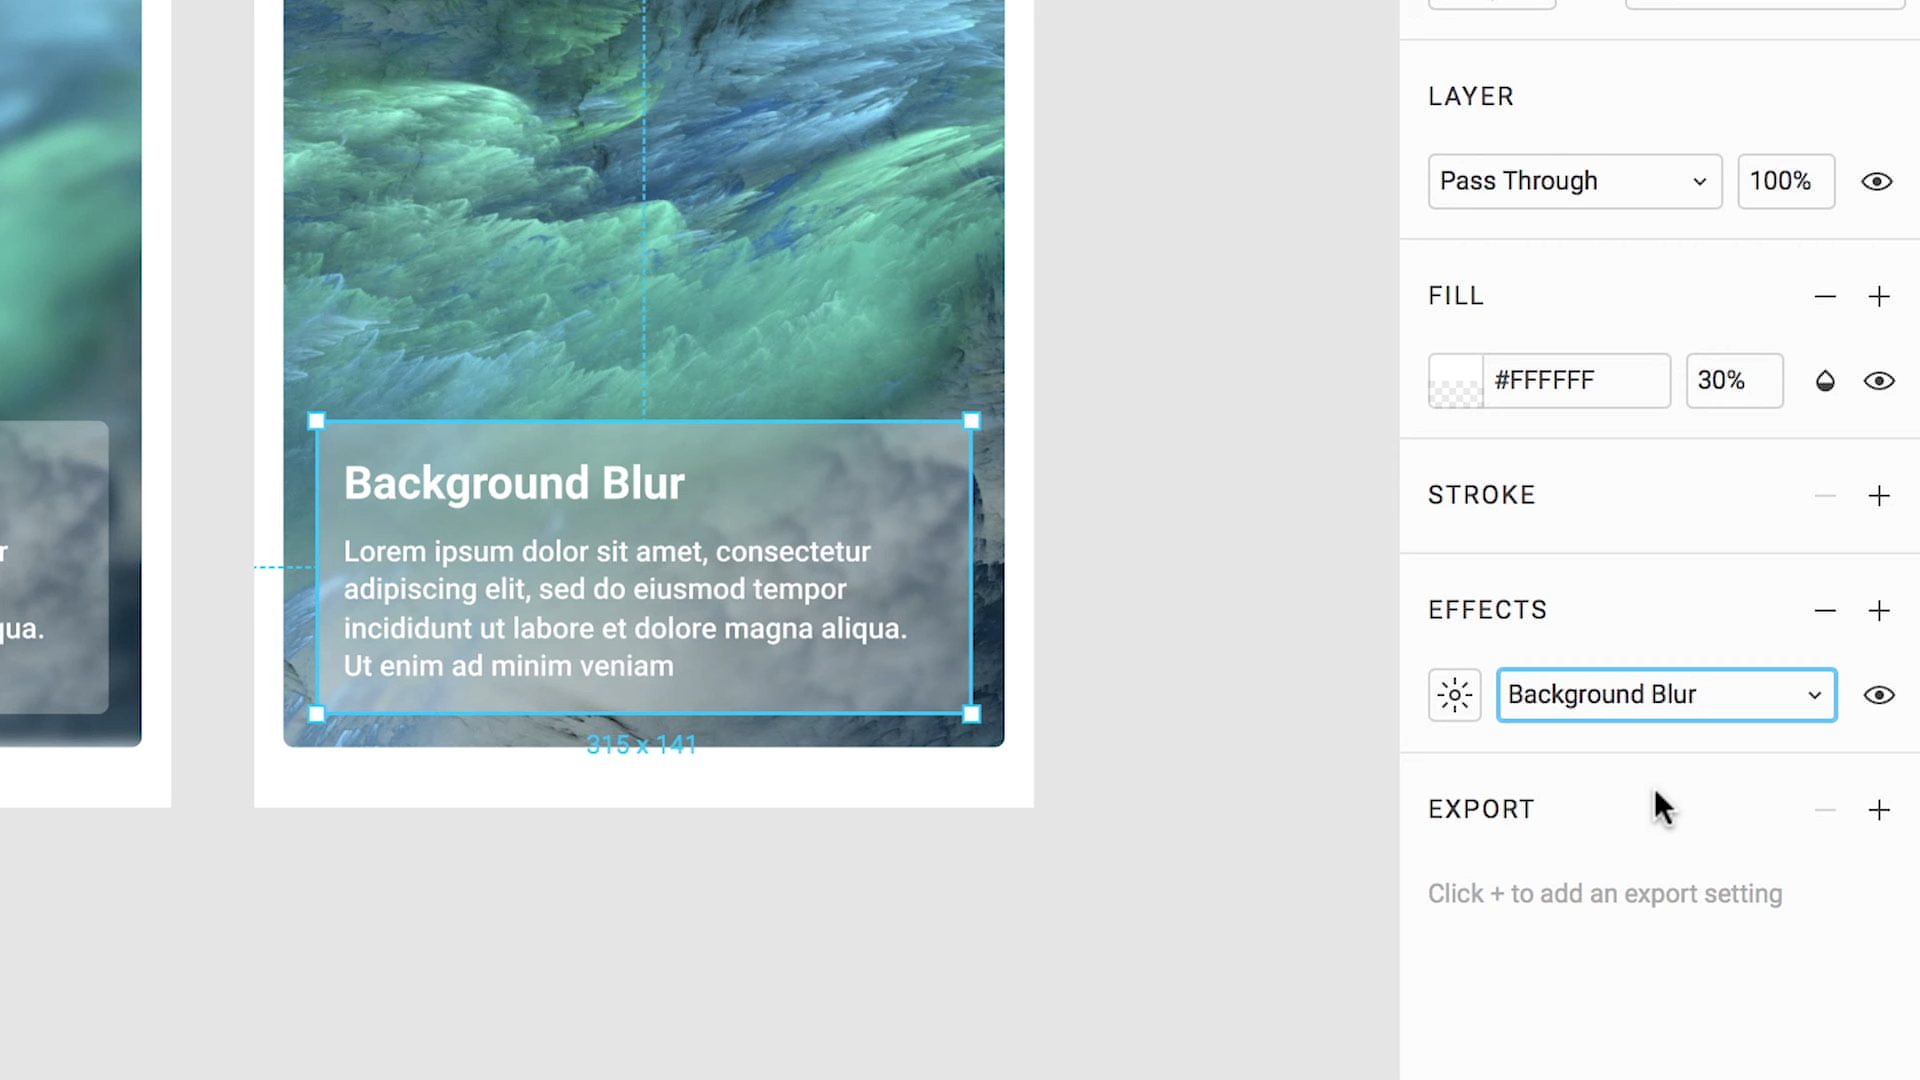 LAYER
Pass Through
100%
FILL
#FFFFFF
30%
STROKE
EFFECTS
Background Blur
EXPORT
Click + to add an export setting
Background Blur
Lorem ipsum dolor sit amet, consectetur
adipiscing elit, sed do eiusmod tempor
incididunt ut labore et dolore magna aliqua.
Ut enim ad minim veniam
315 x 141